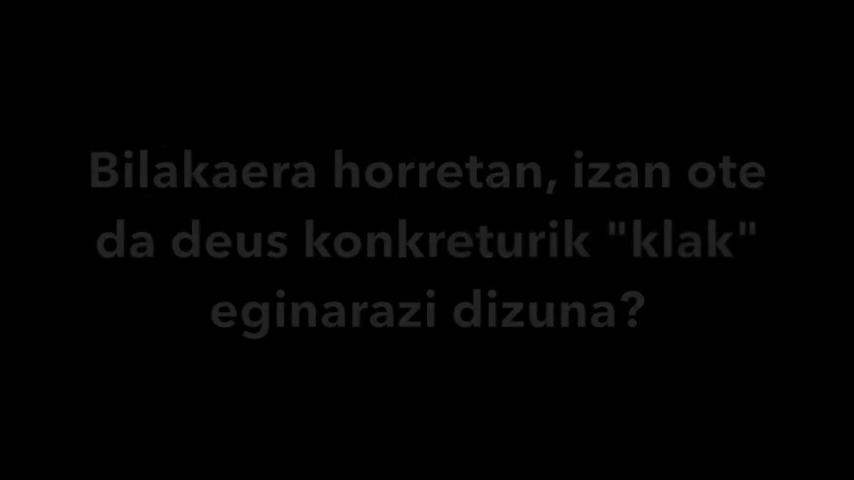 Bilakaera horretan, izan ote
da deus konkreturik "klak"
eginarazi dizuna?